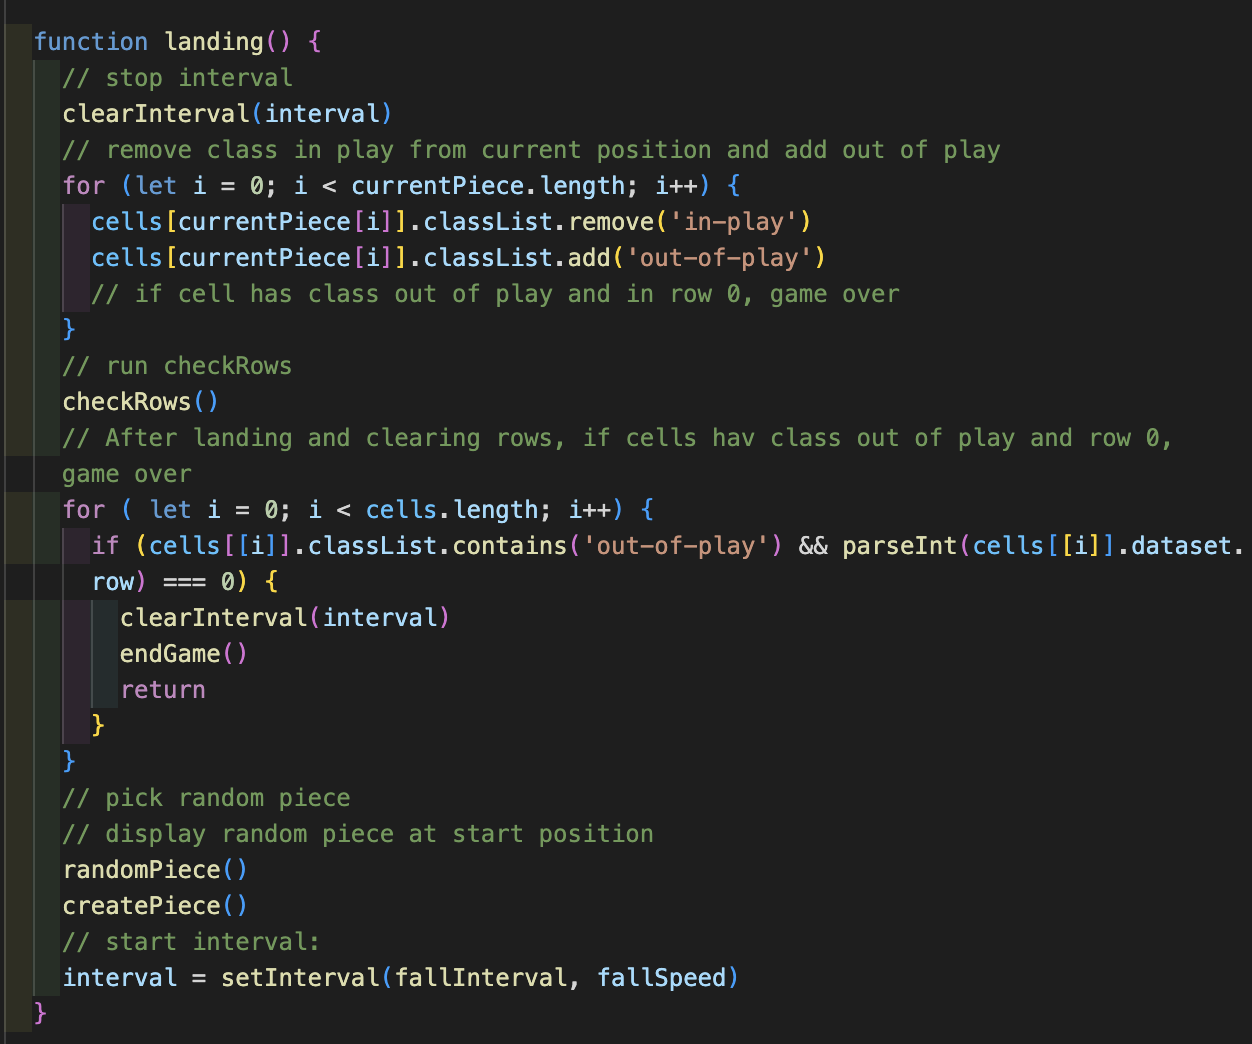 function landing() {
  // stop interval
  clearInterval(interval)
  // remove class in play from current position and add out of play
  for (let i = 0; i < currentPiece.length; i++) {
    cells[currentPiece[i]].classList.remove('in-play')
    cells[currentPiece[i]].classList.add('out-of-play')
    // if cell has class out of play and in row 0, game over
  }
  // run checkRows
  checkRows()
  // After landing and clearing rows, if cells hav class out of play and row 0,
  game over
  for ( let i = 0; i < cells.length; i++) {
    if (cells[[i]].classList.contains('out-of-play') && parseInt(cells[[i]].dataset.
    row) === 0) {
      clearInterval(interval)
      endGame()
      return
    }
  }
  // pick random piece
  // display random piece at start position
  randomPiece()
  createPiece()
  // start interval:
  interval = setInterval(fallInterval, fallSpeed)
}